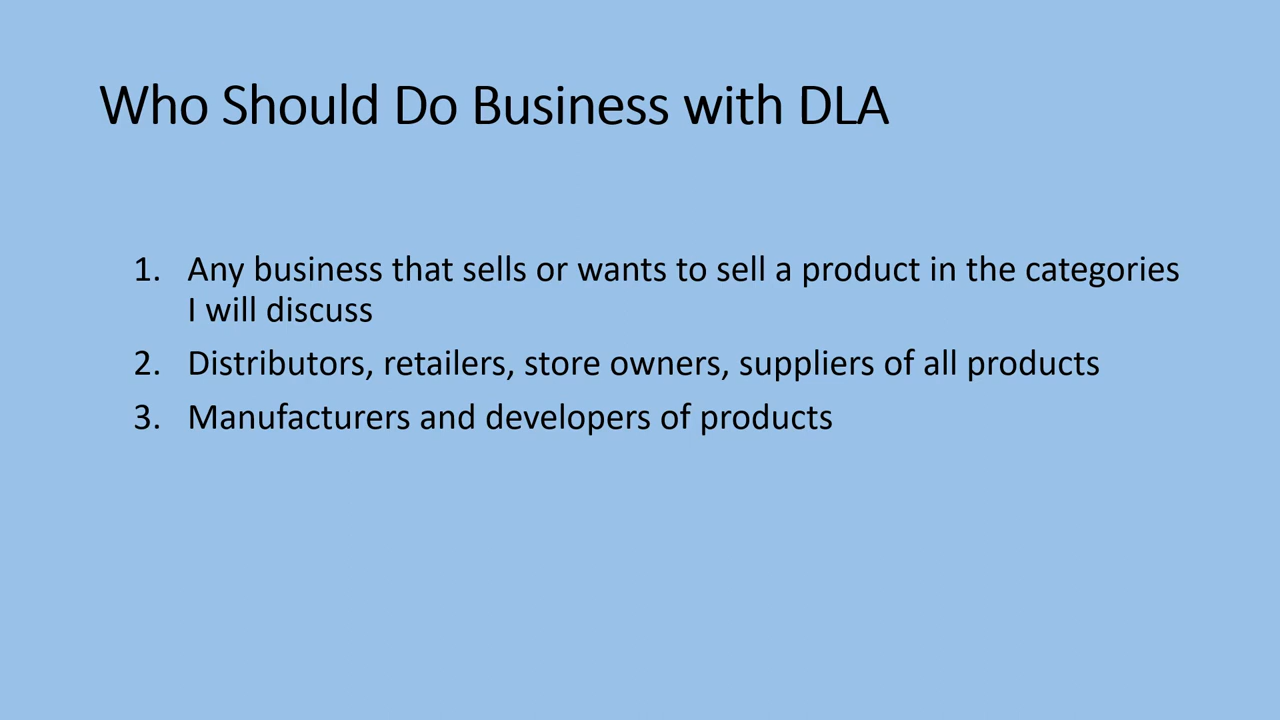 Who Should Do Business with DLA
1. Any business that sells or wants to sell a product in the categories
I will discuss
2. Distributors, retailers, store owners, suppliers of all products
3. Manufacturers and developers of products